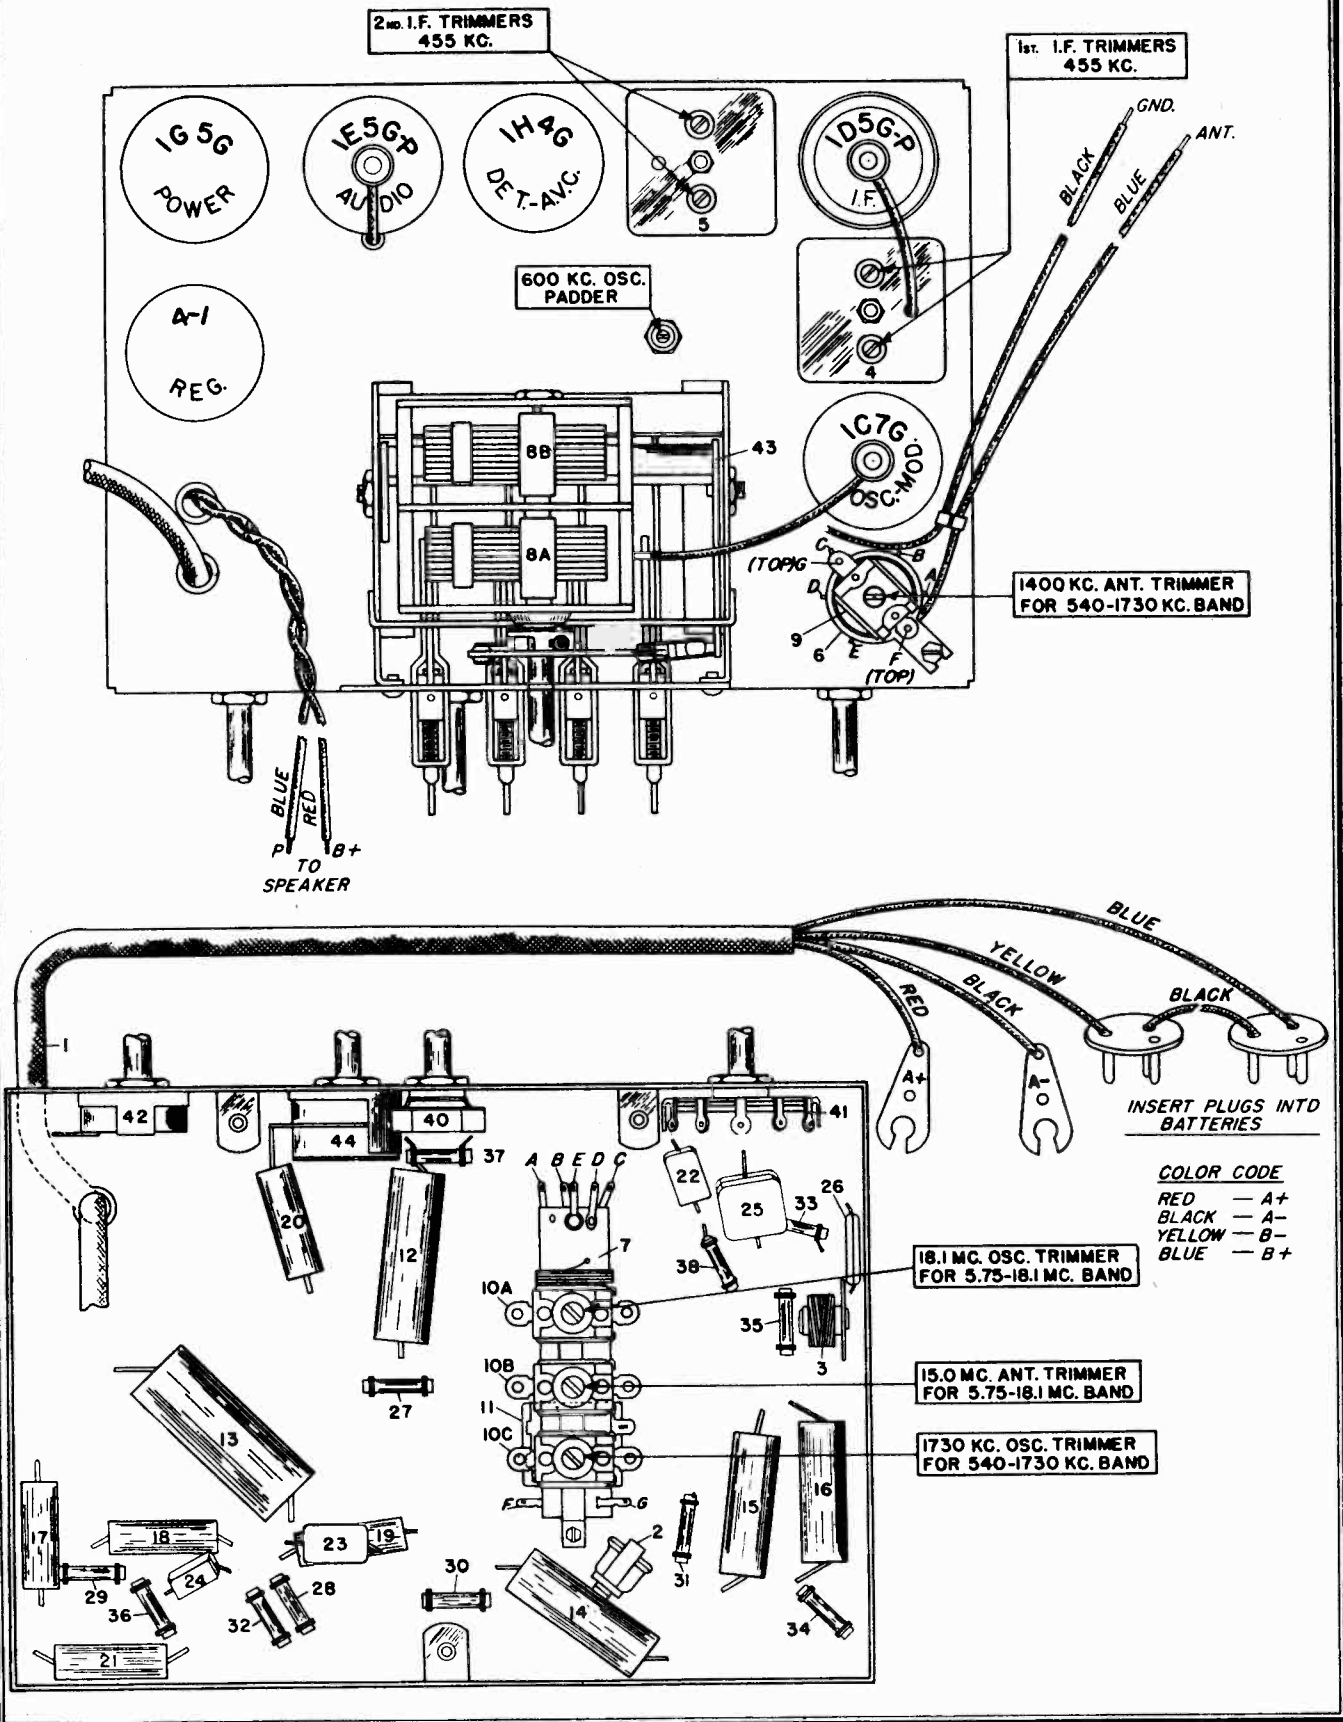 2ND. I.F. TRIMMERS
455 KC.
1ST. I.F. TRIMMERS
455 KC.
GND.
ANT.
BLACK
BLUE
1G5G
POWER
1E5G-P
AUDIO
1H4G
DET.-A.V.C.
5
1D5G-P
I.F.
4
600 KC. OSC.
PADDER
A-1
REG.
8B
8A
43
1C7G
OSC.-MOD.
C
B
(TOP)G
A
D
9
6
E
F
(TOP)
1400 KC. ANT. TRIMMER
FOR 540-1730 KC. BAND
BLUE
RED
P
B+
TO
SPEAKER
BLUE
YELLOW
BLACK
RED
BLACK
A+
A-
INSERT PLUGS INTO
BATTERIES
COLOR CODE
RED — A+
BLACK — A-
YELLOW — B-
BLUE — B+
1
42
44
40
41
37
A B E D C
22
25
33
26
20
12
7
38
18.1 MC. OSC. TRIMMER
FOR 5.75-18.1 MC. BAND
10A
35
3
10B
15.0 MC. ANT. TRIMMER
FOR 5.75-18.1 MC. BAND
27
11
10C
1730 KC. OSC. TRIMMER
FOR 540-1730 KC. BAND
13
F
G
15
16
17
18
23
19
2
29
24
36
32
28
30
31
14
34
21